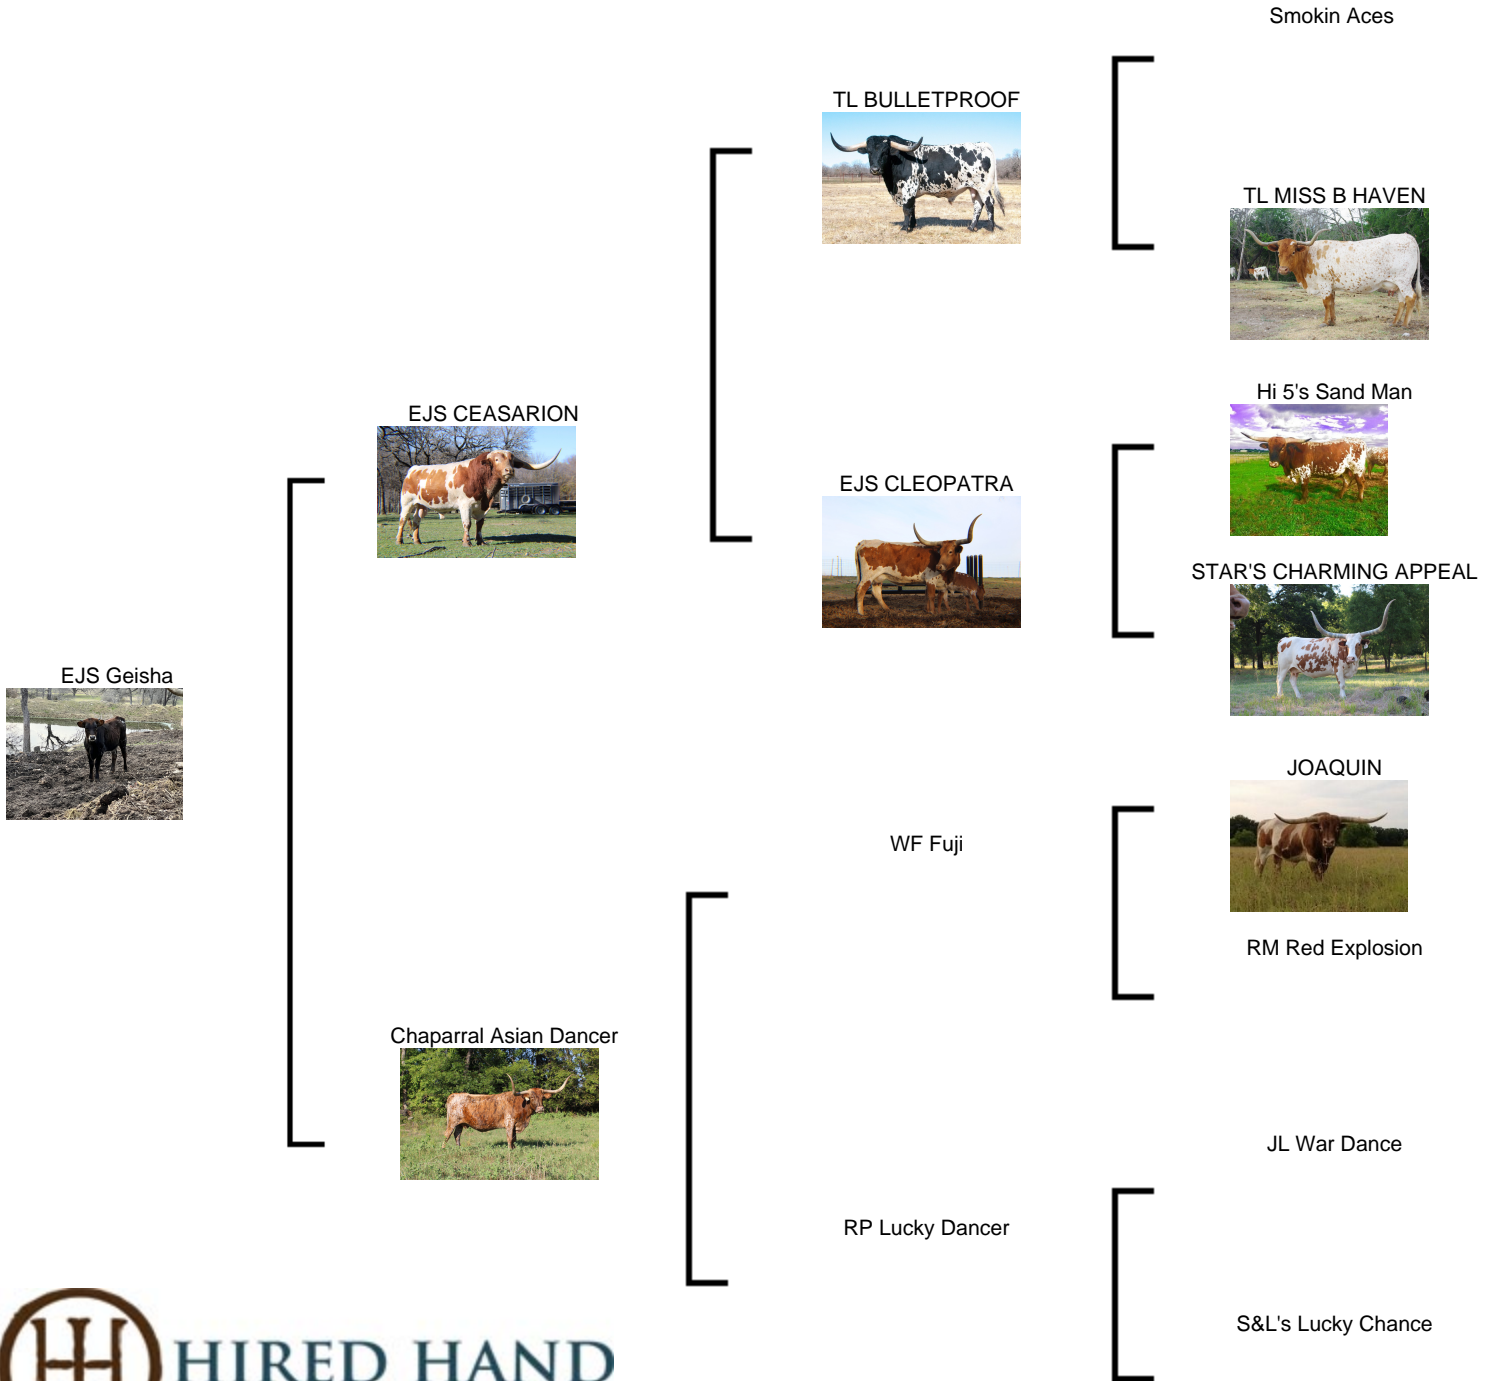 Smokin Aces
TL BULLETPROOF
TL MISS B HAVEN
Hi 5's Sand Man
EJS CEASARION
EJS CLEOPATRA
STAR'S CHARMING APPEAL
EJS Geisha
JOAQUIN
WF Fuji
RM Red Explosion
Chaparral Asian Dancer
JL War Dance
RP Lucky Dancer
S&L's Lucky Chance
HIRED HAND